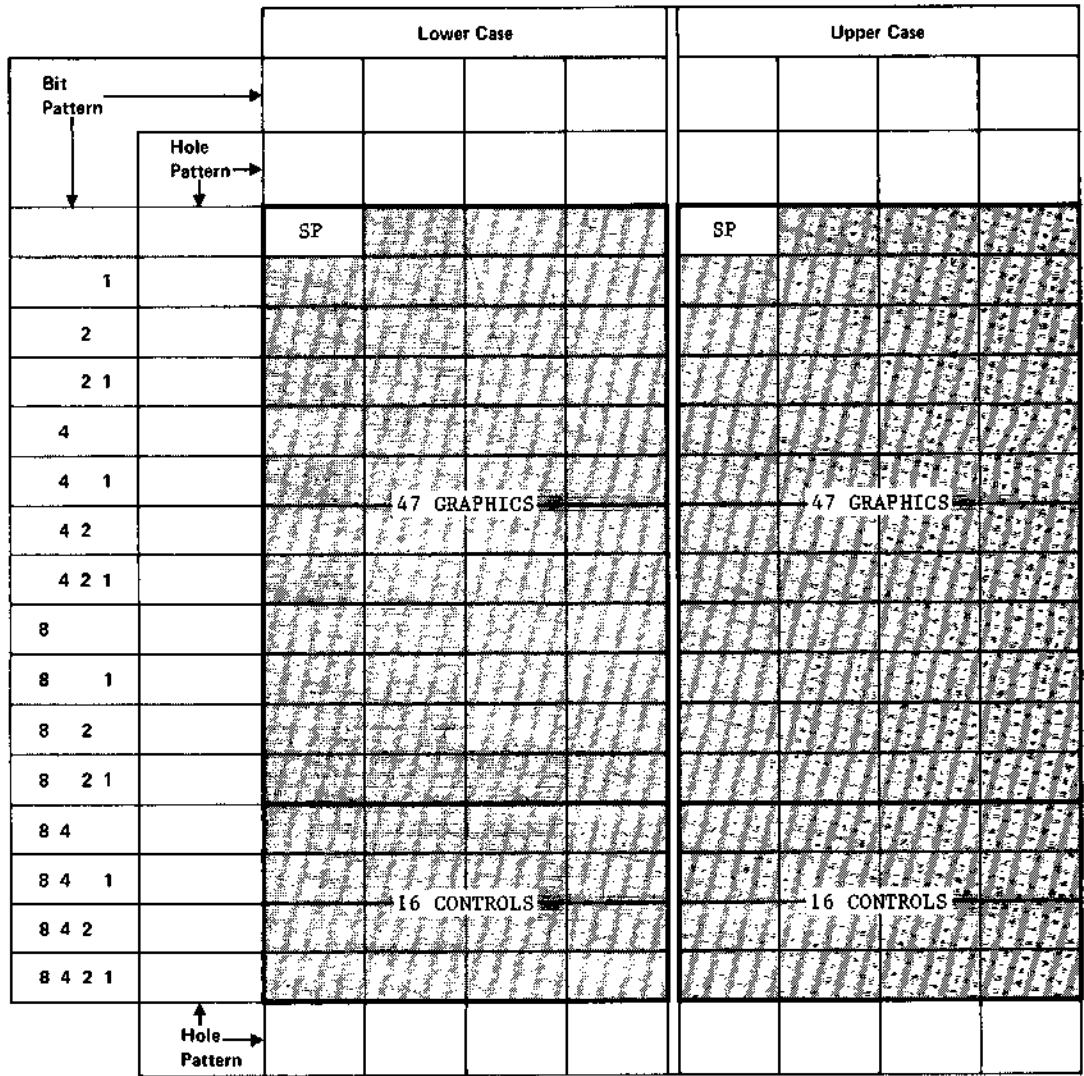 Lower Case Upper Case
Bit
Pattern
Hole
Pattern
SP SP
1
2
2 1
4
4 1
47 GRAPHICS 47 GRAPHICS
4 2
4 2 1
8
8 1
8 2
8 2 1
8 4
8 4 1
16 CONTROLS 16 CONTROLS
8 4 2
8 4 2 1
Hole
Pattern